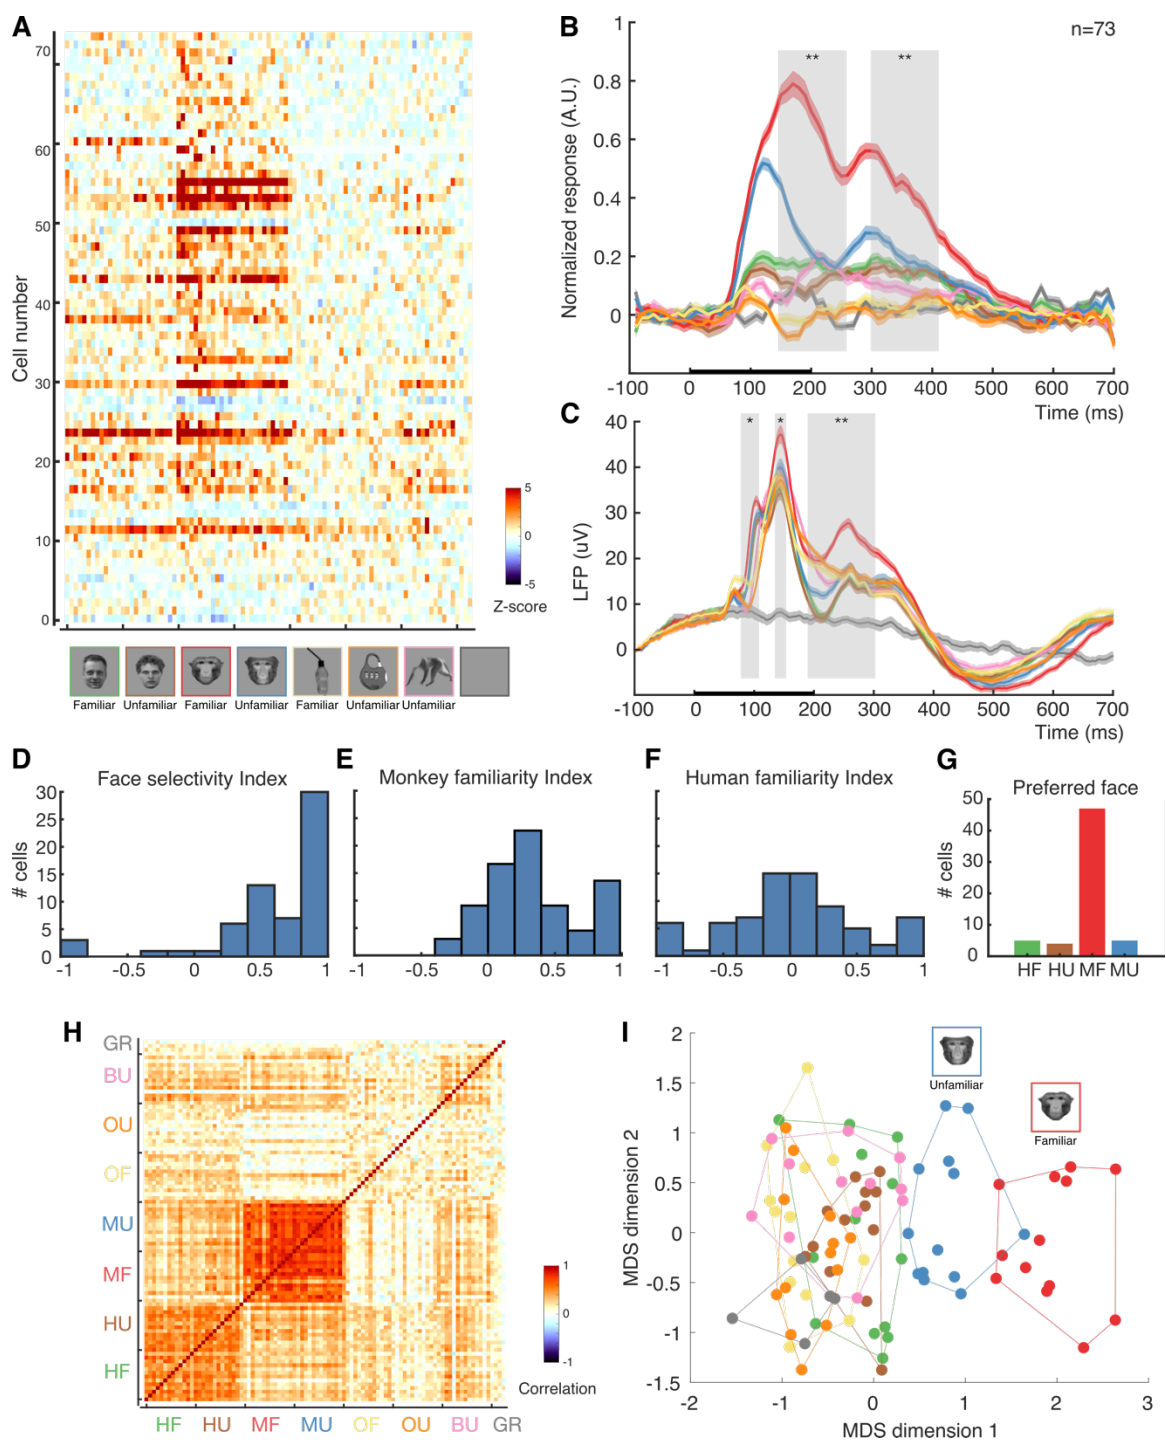 A
Cell number
70
60
50
40
30
20
10
0
5
0
-5
Z-score
Familiar Unfamiliar Familiar Unfamiliar Familiar Unfamiliar Unfamiliar
B
n=73
Normalized response (A.U.)
1
0.8
0.6
0.4
0.2
0
** **
-100 0 100 200 300 400 500 600 700
Time (ms)
C
LFP (uV)
40
40
30
20
10
0
* * **
-100 0 100 200 300 400 500 600 700
Time (ms)
D
Face selectivity Index
# cells
30
25
20
15
10
5
0
-1 -0.5 0 0.5 1
E
Monkey familiarity Index
-1 -0.5 0 0.5 1
F
Human familiarity Index
-1 -0.5 0 0.5 1
G
Preferred face
# cells
50
40
30
20
10
0
HF HU MF MU
H
GR
BU
OU
OF
MU
MF
HU
HF
HF HU MF MU OF OU BU GR
1
0
-1
Correlation
I
MDS dimension 2
2
1.5
1
0.5
0
-0.5
-1
-1.5
Unfamiliar
Familiar
-2 -1 0 1 2 3
MDS dimension 1